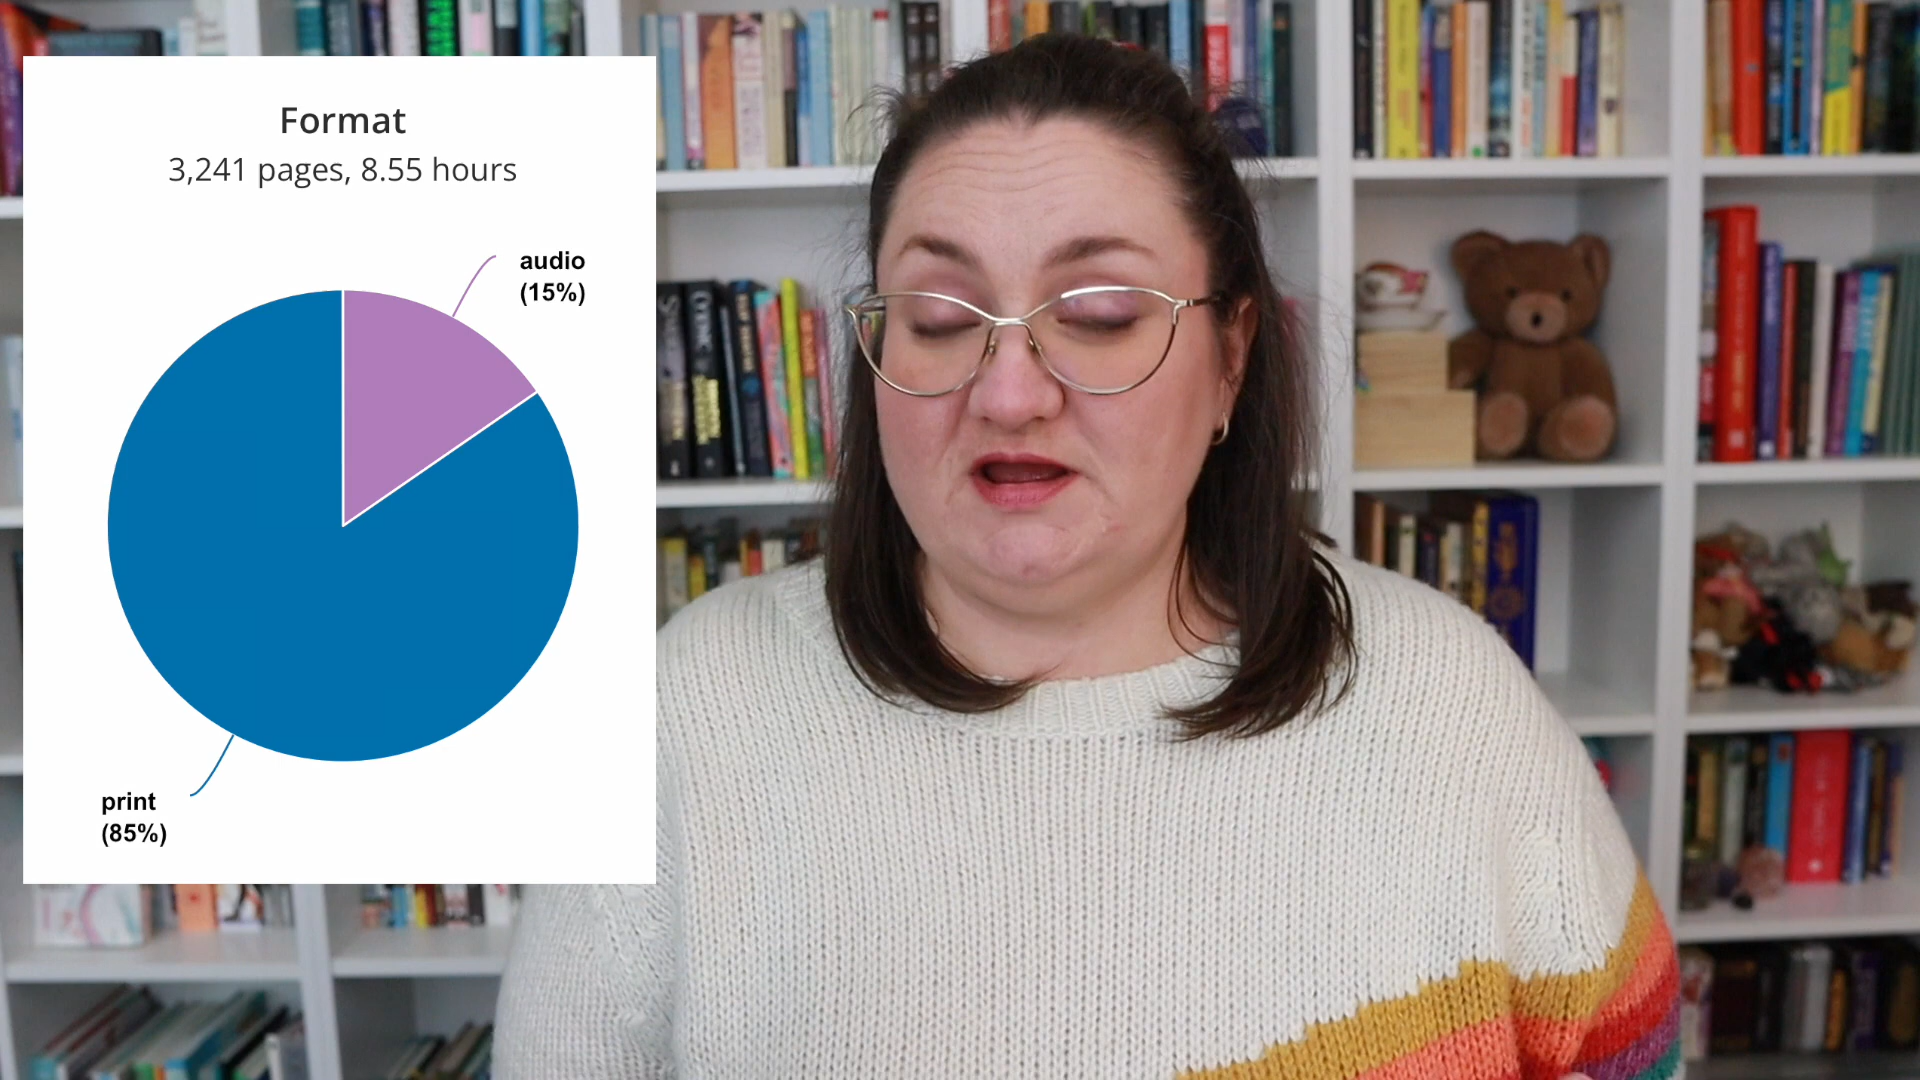 Format
3,241 pages, 8.55 hours
audio
(15%)
print
(85%)